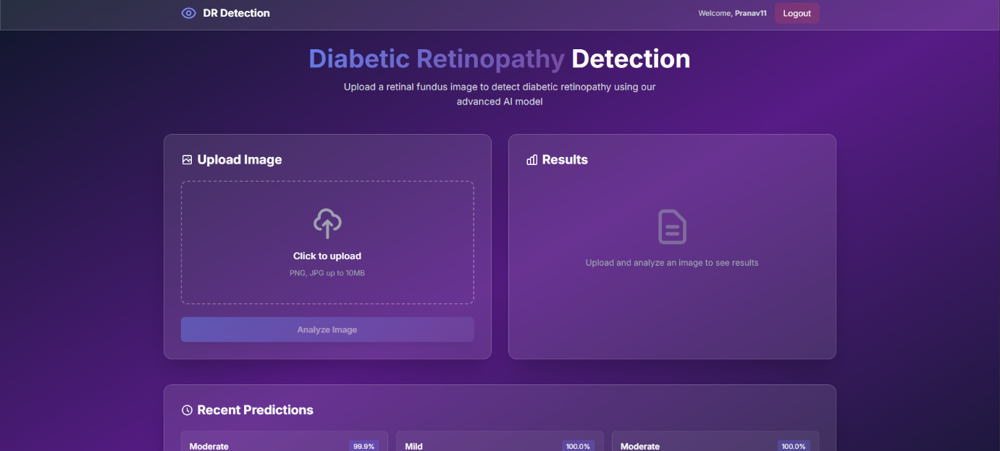 DR Detection
Welcome, Pranav11
Logout
Diabetic Retinopathy Detection
Upload a retinal fundus image to detect diabetic retinopathy using our
advanced AI model
Upload Image
Click to upload
PNG, JPG up to 10MB
Analyze Image
Results
Upload and analyze an image to see results
Recent Predictions
Moderate 99.9%
Mild 100.0%
Moderate 100.0%